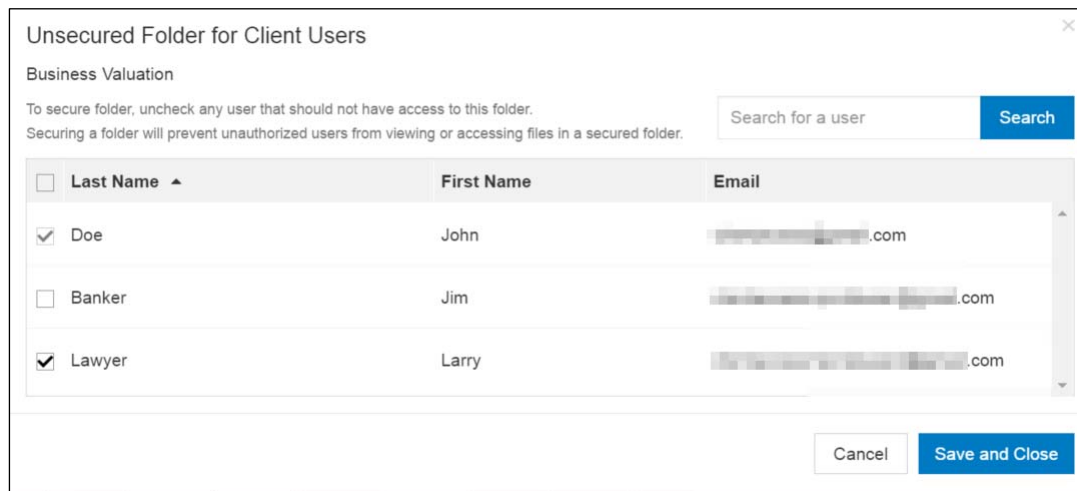 Unsecured Folder for Client Users
Business Valuation
To secure folder, uncheck any user that should not have access to this folder.
Securing a folder will prevent unauthorized users from viewing or accessing files in a secured folder.
Search for a user Search
Last Name First Name Email
Doe John .com
Banker Jim .com
Lawyer Larry .com
Cancel Save and Close